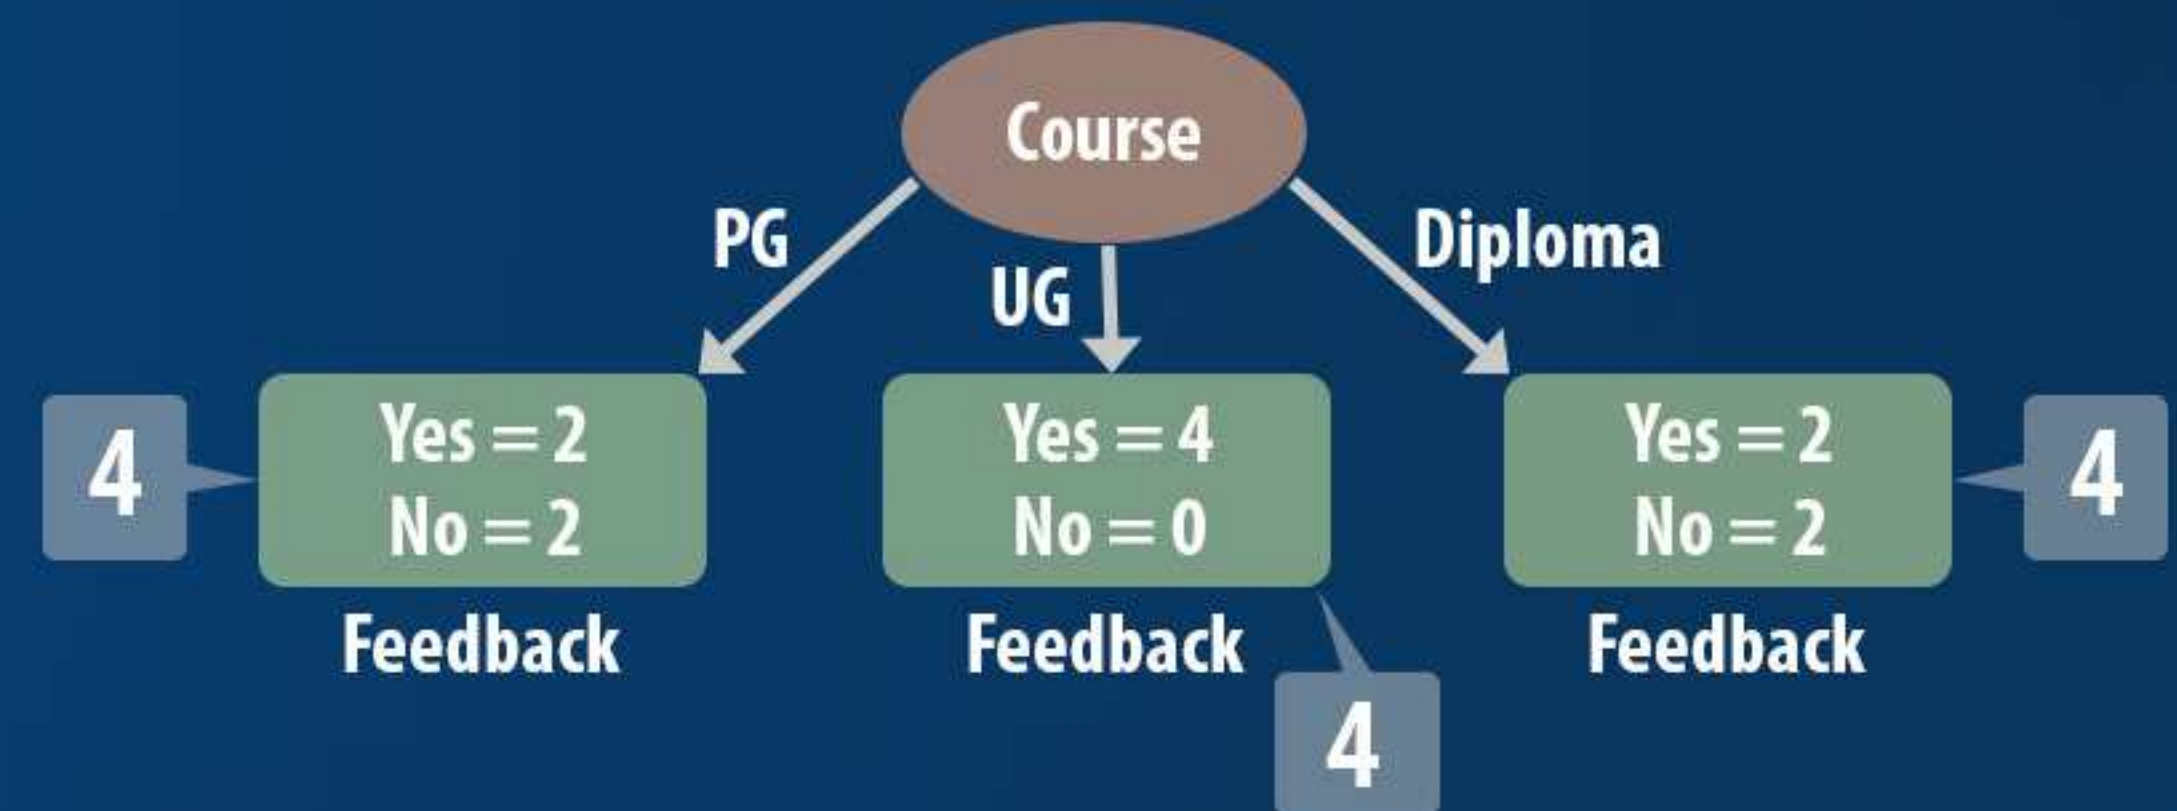 Course
PG
UG
Diploma
4
Yes = 2
No = 2
Feedback
Yes = 4
No = 0
Feedback
4
Yes = 2
No = 2
Feedback
4